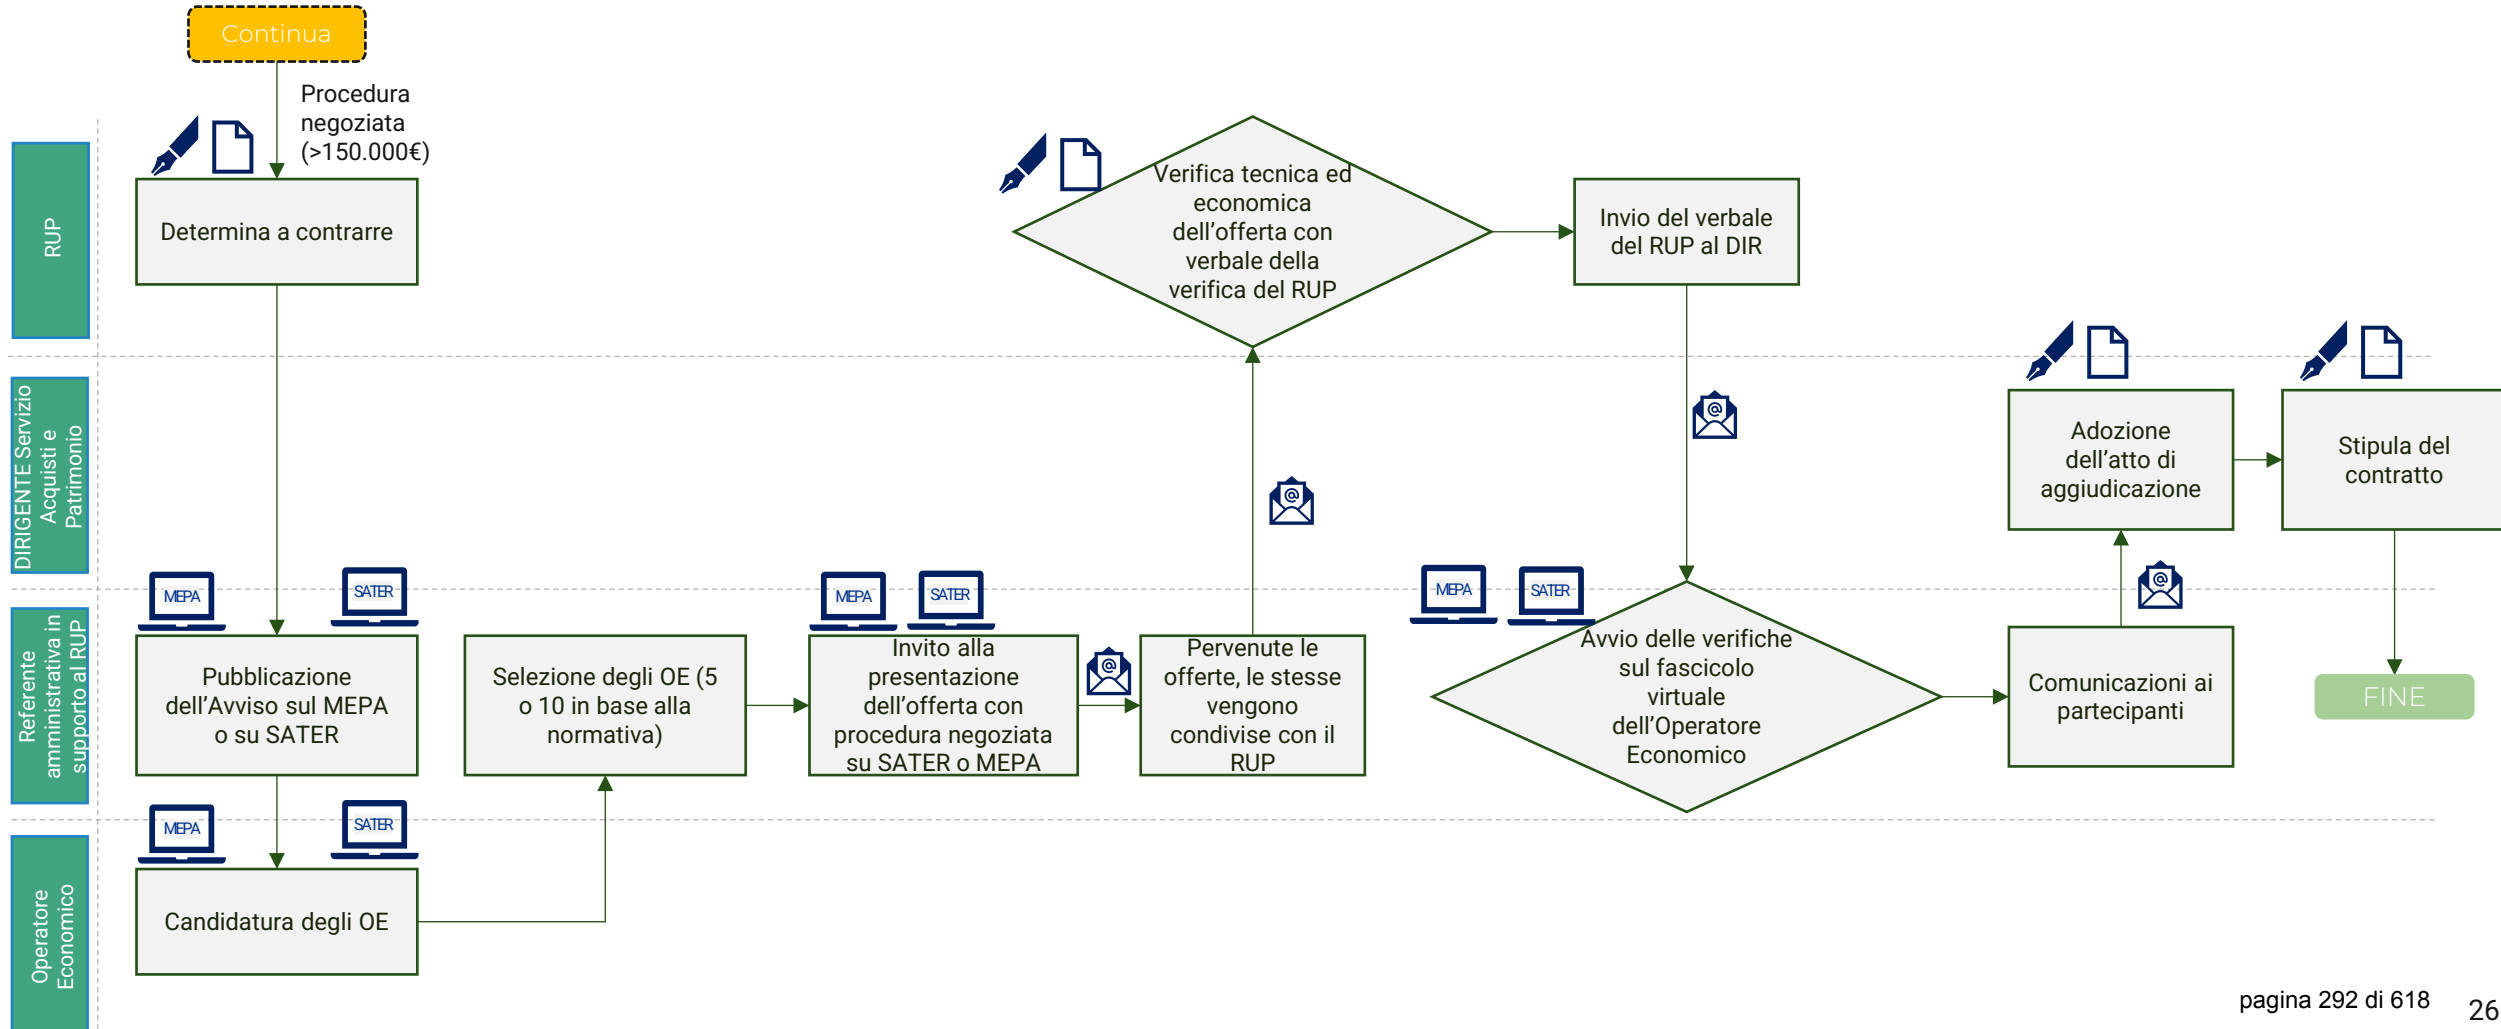 Continua
Procedura
negoziata
(>150.000€)
RUP
Determina a contrarre
Verifica tecnica ed
economica
dell’offerta con
verbale della
verifica del RUP
Invio del verbale
del RUP al DIR
DIRIGENTE Servizio
Acquisti e
Patrimonio
@
@
Adozione
dell’atto di
aggiudicazione
Stipula del
contratto
Referente
amministrativa in
supporto al RUP
MEPA
SATER
Pubblicazione
dell’Avviso sul MEPA
o su SATER
Selezione degli OE (5
o 10 in base alla
normativa)
MEPA
SATER
Invito alla
presentazione
dell’offerta con
procedura negoziata
su SATER o MEPA
@
Pervenute le
offerte, le stesse
vengono
condivise con il
RUP
MEPA
SATER
Avvio delle verifiche
sul fascicolo
virtuale
dell’Operatore
Economico
@
Comunicazioni ai
partecipanti
FINE
Operatore
Economico
MEPA
SATER
Candidatura degli OE
pagina 292 di 618
26